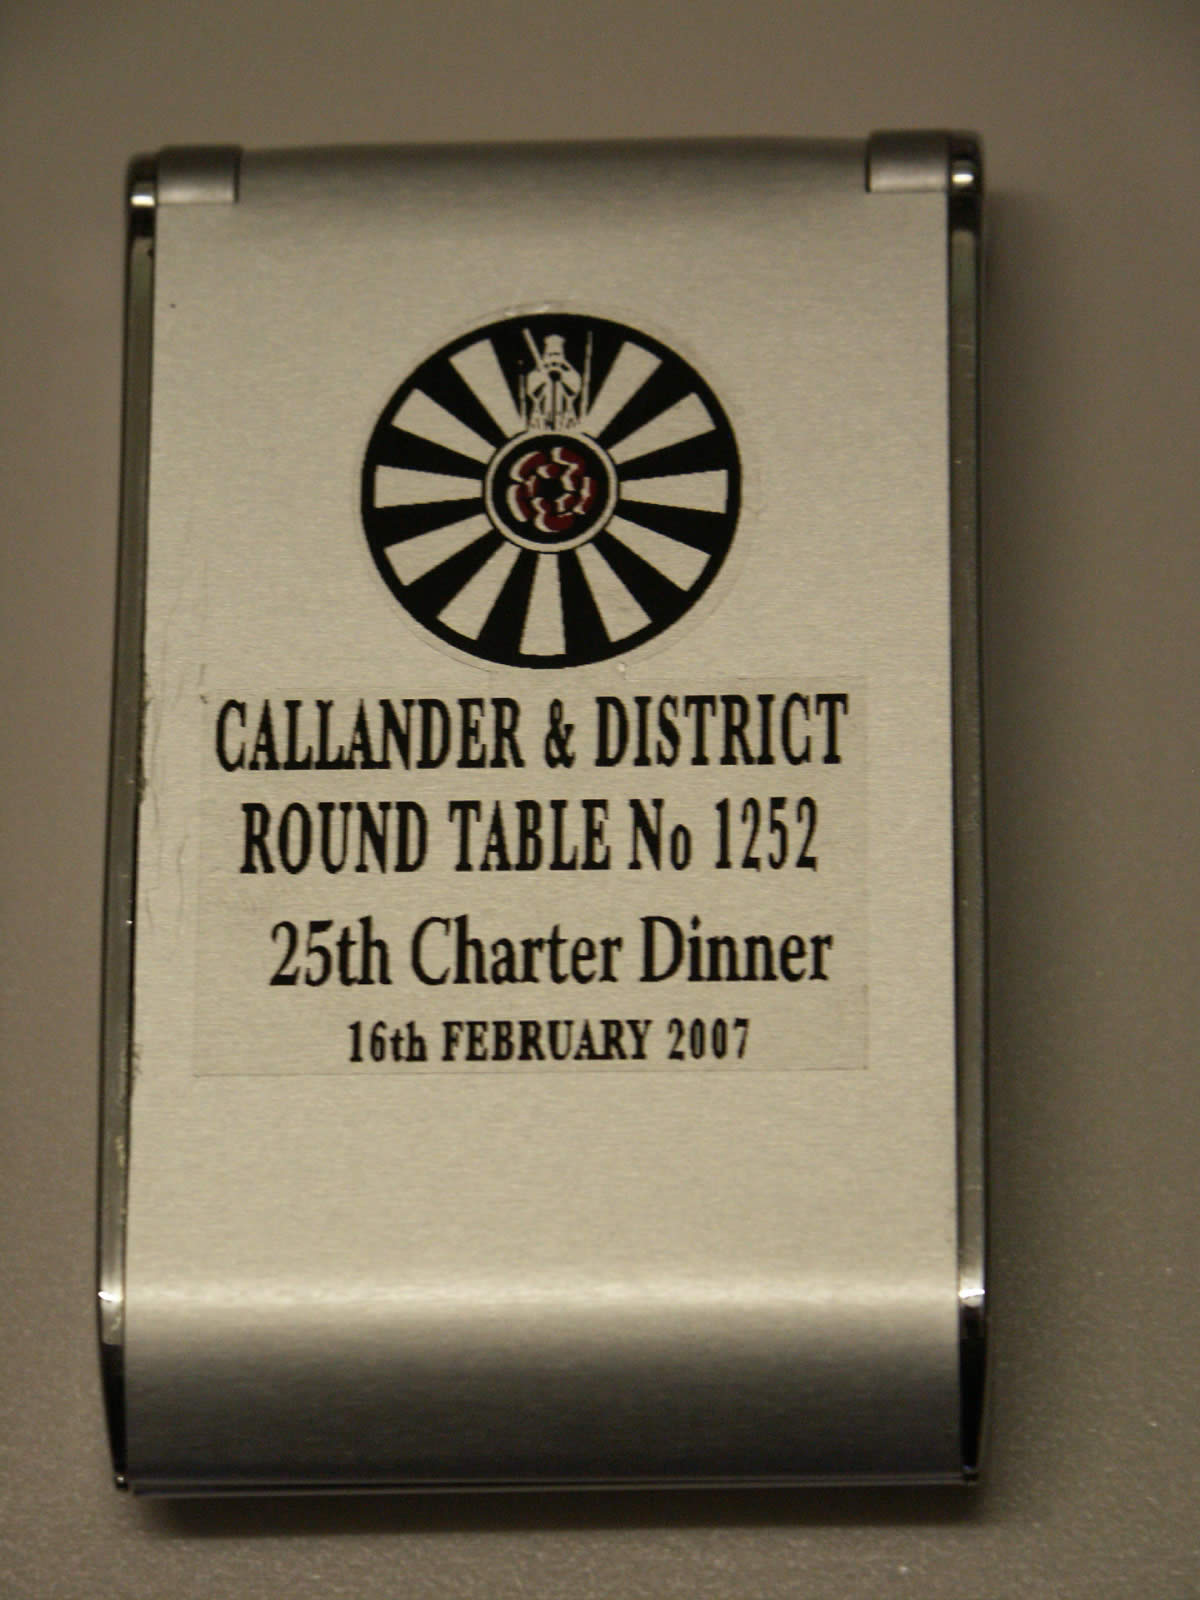 CALLANDER & DISTRICT
ROUND TABLE No 1252
25th Charter Dinner
16th FEBRUARY 2007